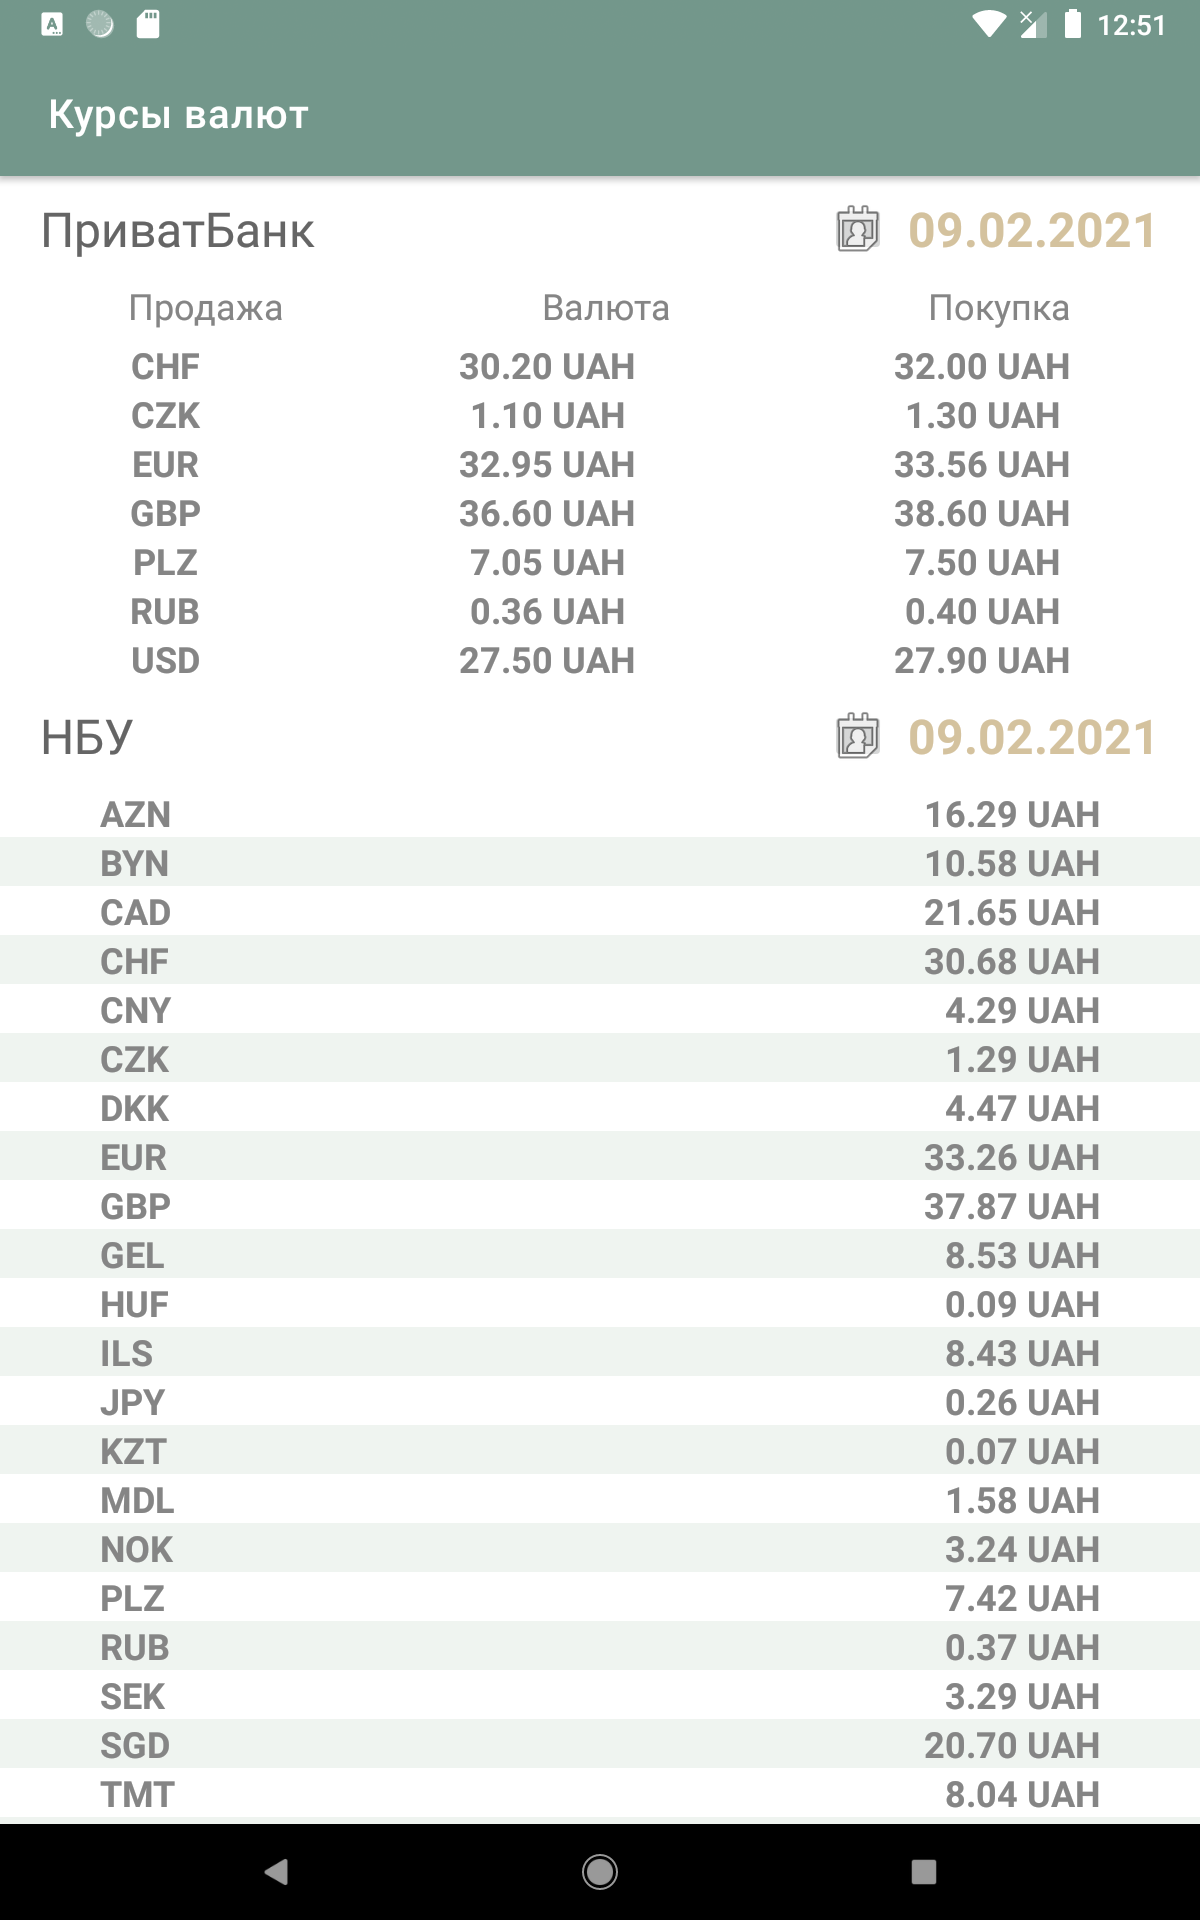 12:51
Курсы валют
ПриватБанк 09.02.2021
Продажа Валюта Покупка
CHF 30.20 UAH 32.00 UAH
CZK 1.10 UAH 1.30 UAH
EUR 32.95 UAH 33.56 UAH
GBP 36.60 UAH 38.60 UAH
PLZ 7.05 UAH 7.50 UAH
RUB 0.36 UAH 0.40 UAH
USD 27.50 UAH 27.90 UAH
НБУ 09.02.2021
AZN 16.29 UAH
BYN 10.58 UAH
CAD 21.65 UAH
CHF 30.68 UAH
CNY 4.29 UAH
CZK 1.29 UAH
DKK 4.47 UAH
EUR 33.26 UAH
GBP 37.87 UAH
GEL 8.53 UAH
HUF 0.09 UAH
ILS 8.43 UAH
JPY 0.26 UAH
KZT 0.07 UAH
MDL 1.58 UAH
NOK 3.24 UAH
PLZ 7.42 UAH
RUB 0.37 UAH
SEK 3.29 UAH
SGD 20.70 UAH
TMT 8.04 UAH